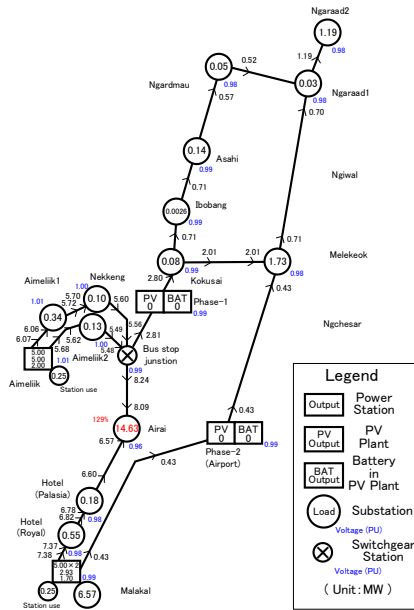 Ngaraad2
1.19
0.98
1.19
Ngardmau
0.05
0.52
0.98
0.03
Ngaraad1
0.98
0.57
0.70
0.14
Asahi
0.99
Ngiwal
0.71
Ibobang
0.0026
0.99
0.71
0.71
Melekeok
2.01
2.01
0.08
1.73
0.99
0.98
Kokusai
2.80
0.43
Aimeliik1
Nekkeng
1.00
1.01
5.70
5.72
0.10
5.60
PV
0
BAT
0
Phase-1
0.99
0.34
6.06
6.07
0.13
5.49
5.56
2.81
Ngchesar
5.62
1.00
5.48
5.68
Aimeliik2
Bus stop
junction
5.00
5.00
2.00
1.01
0.99
Aimeliik
0.25
Station use
8.24
8.09
129%
14.63
Airai
0.96
6.57
0.43
0.43
PV
0
BAT
0
0.99
Phase-2
(Airport)
6.60
Hotel
(Palasia)
0.18
6.78
6.82
0.98
Hotel
(Royal)
0.55
7.37
7.38
0.98
0.43
5.00×2
2.93
1.70
0.99
0.25
Station use
6.57
Malakal
Legend
Output
Power
Station
PV
Output
PV
Plant
BAT
Output
Battery
in
PV Plant
Load
Substation
Voltage (PU)
Switchgear
Station
Voltage (PU)
( Unit : MW )